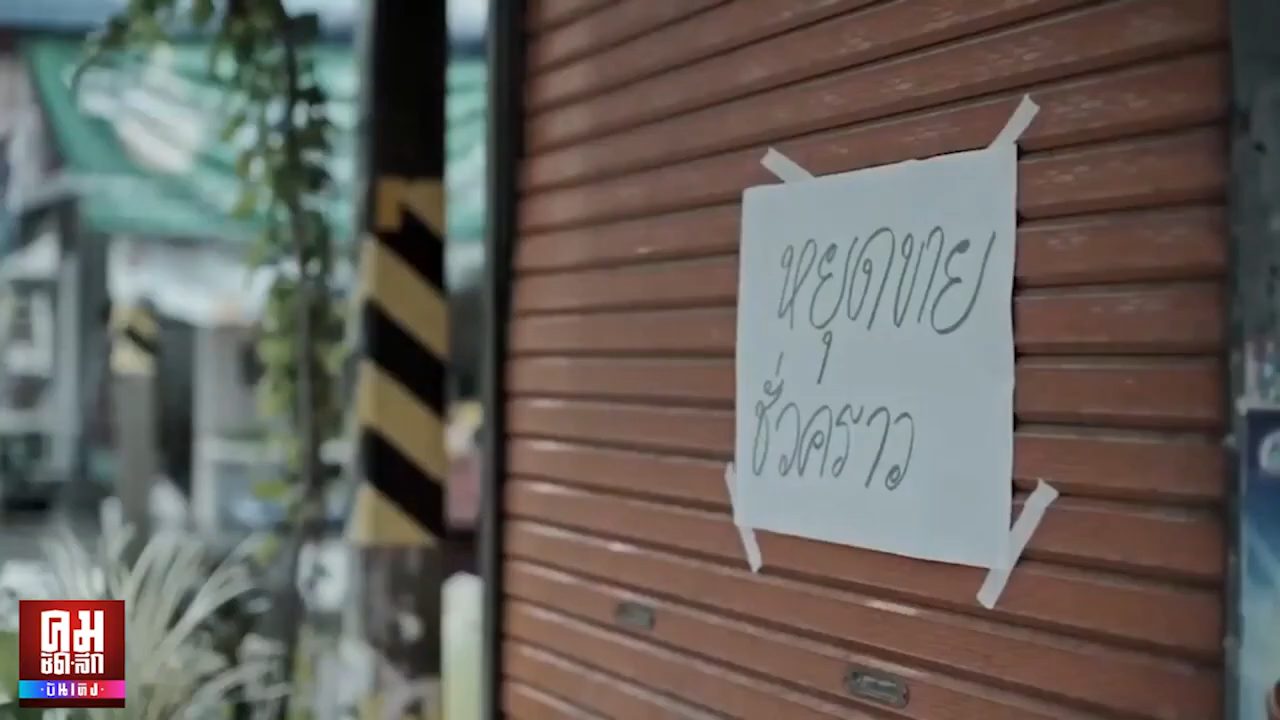 หยุดขาย
ชั่วคราว
คม
ชัด·ลึก
·บันเทิง·